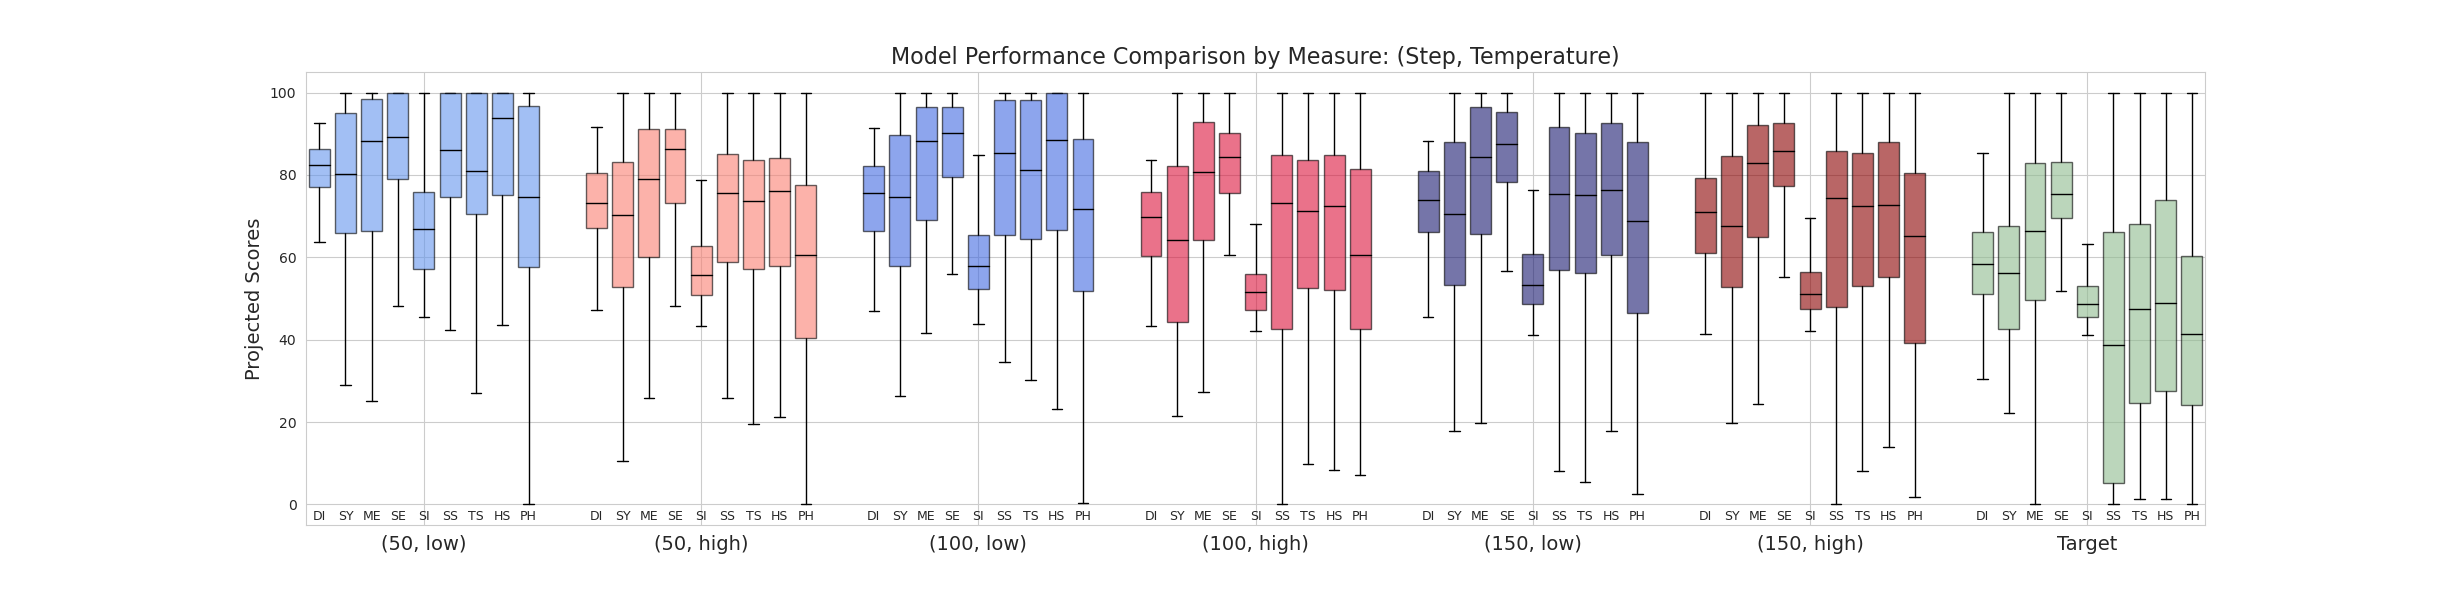 Model Performance Comparison by Measure: (Step, Temperature)
Projected Scores
100
80
60
40
20
0
DI SY ME SE SI SS TS HS PH DI SY ME SE SI SS TS HS PH DI SY ME SE SI SS TS HS PH DI SY ME SE SI SS TS HS PH DI SY ME SE SI SS TS HS PH DI SY ME SE SI SS TS HS PH DI SY ME SE SI SS TS HS PH
(50, low) (50, high) (100, low) (100, high) (150, low) (150, high) Target